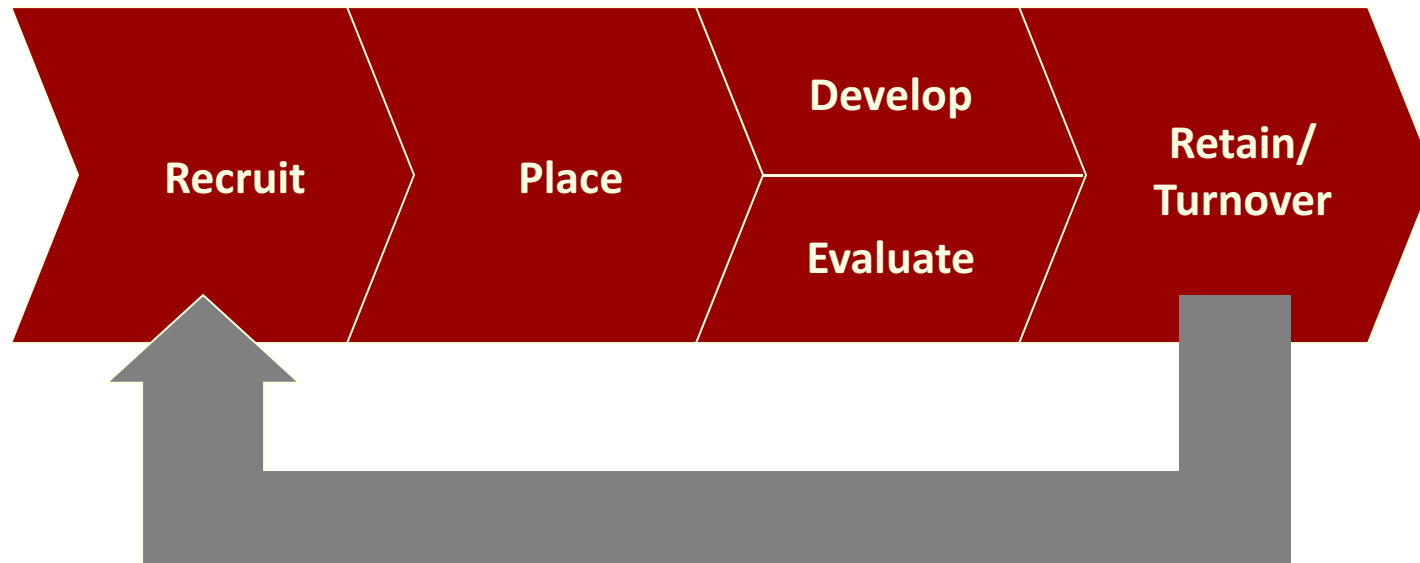 Recruit
Place
Develop
Evaluate
Retain/
Turnover